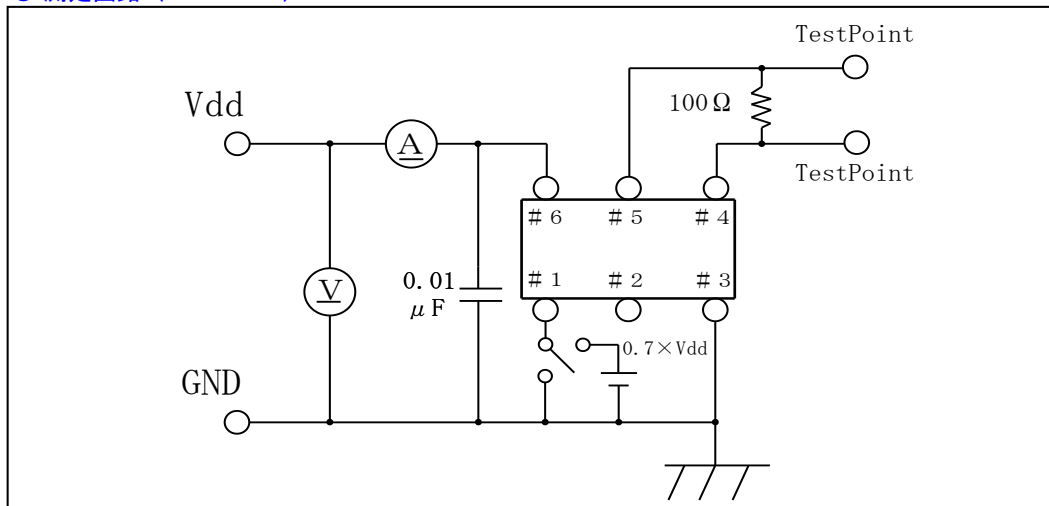 TestPoint
100Ω
Vdd
A
TestPoint
#6 #5 #4
#1 #2 #3
0.01
μF
V
0.7×Vdd
GND